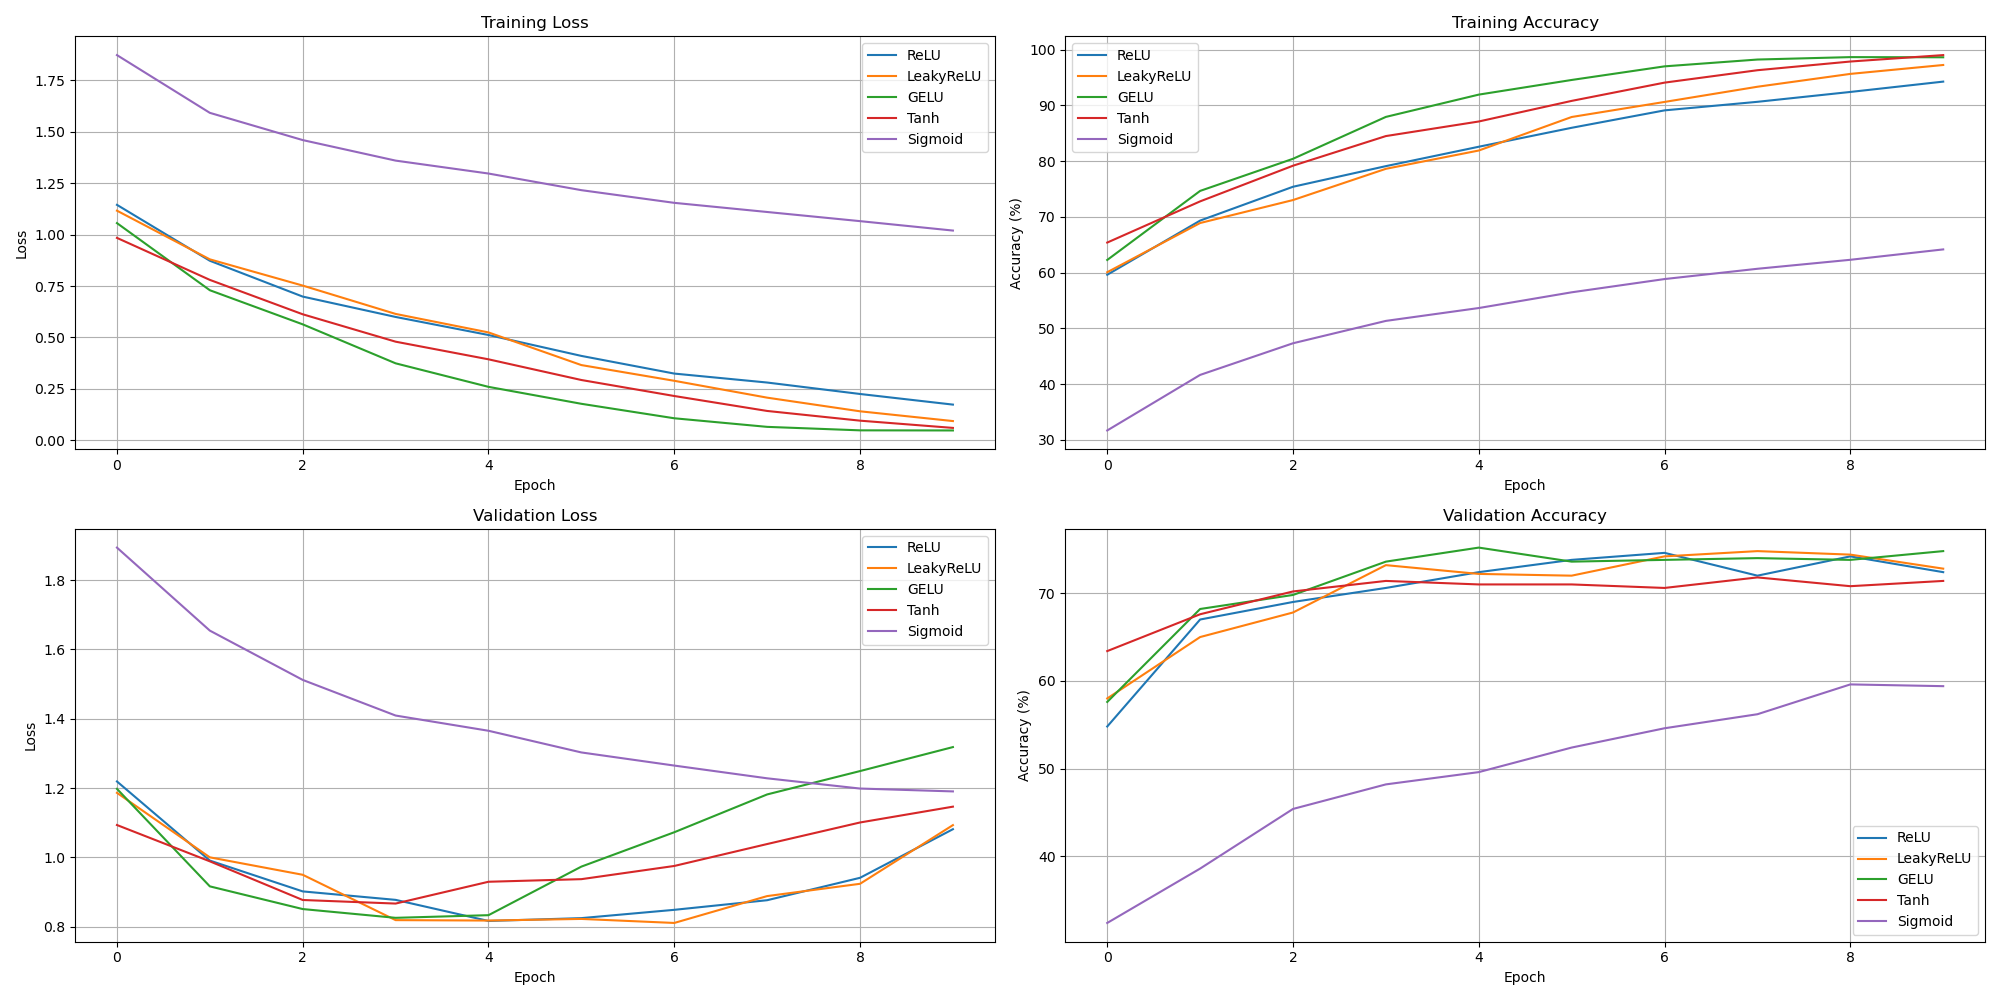 Training Loss
Loss
1.75
1.50
1.25
1.00
0.75
0.50
0.25
0.00
0 2 4 6 8
Epoch
ReLU
LeakyReLU
GELU
Tanh
Sigmoid
Training Accuracy
Accuracy (%)
100
90
80
70
60
50
40
30
0 2 4 6 8
Epoch
ReLU
LeakyReLU
GELU
Tanh
Sigmoid
Validation Loss
Loss
1.8
1.6
1.4
1.2
1.0
0.8
0 2 4 6 8
Epoch
ReLU
LeakyReLU
GELU
Tanh
Sigmoid
Validation Accuracy
Accuracy (%)
70
60
50
40
0 2 4 6 8
Epoch
ReLU
LeakyReLU
GELU
Tanh
Sigmoid